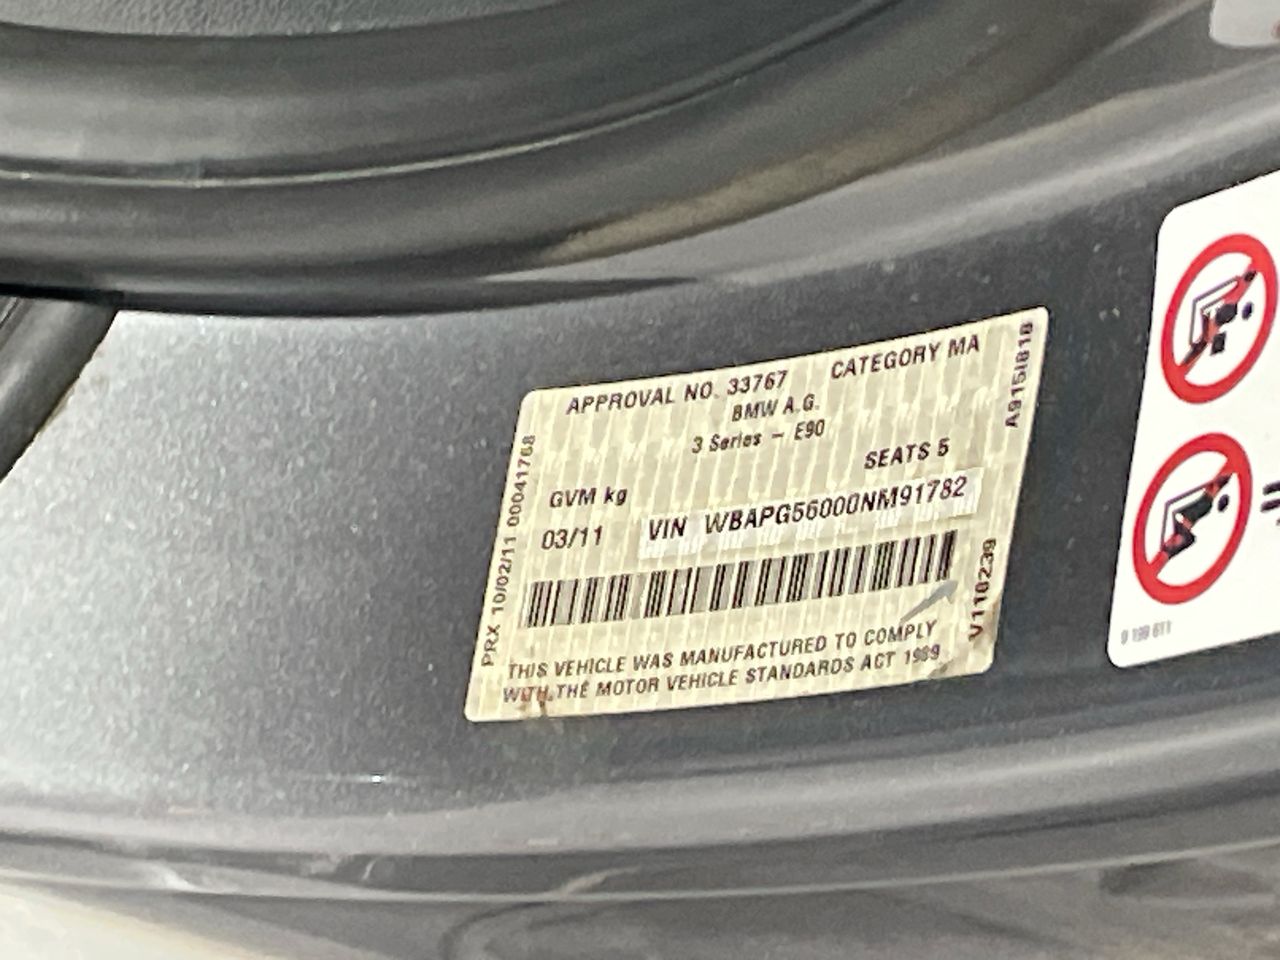 APPROVAL NO. 33767 CATEGORY MA
BMW A.G.
3 Series - E90
SEATS 5
GVM kg
03/11 VIN WBAPG56000NM91782
THIS VEHICLE WAS MANUFACTURED TO COMPLY
WITH THE MOTOR VEHICLE STANDARDS ACT 1989
PRX 10/02/11 00041768
A915I818
V110239